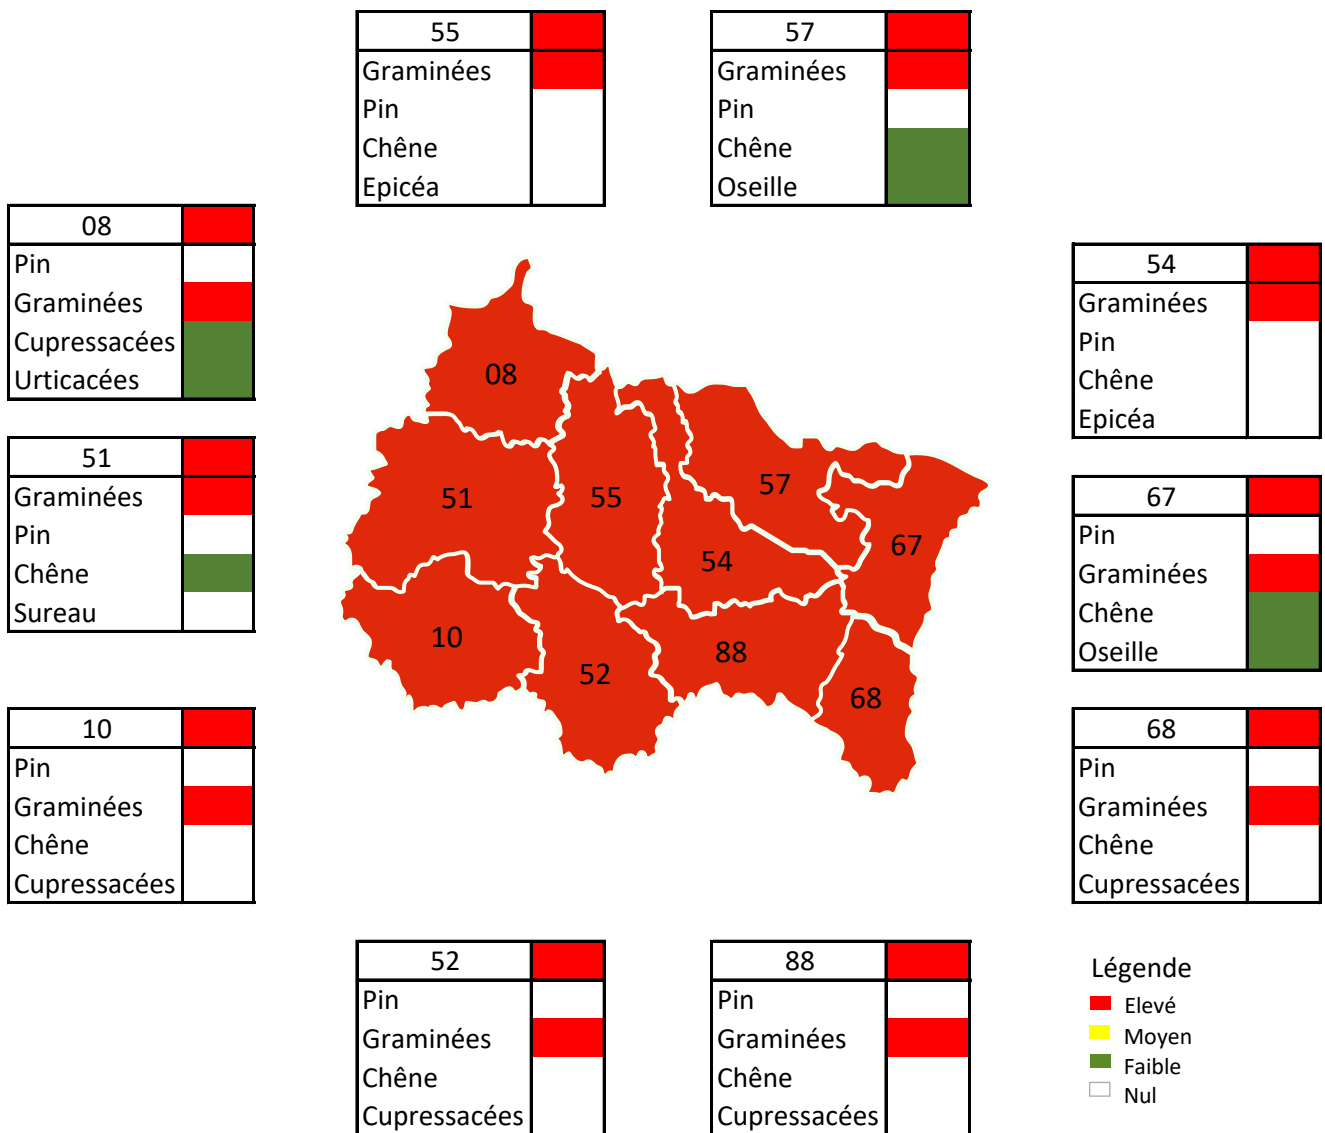 55
Graminées
Pin
Chêne
Epicéa
57
Graminées
Pin
Chêne
Oseille
08
Pin
Graminées
Cupressacées
Urticacées
54
Graminées
Pin
Chêne
Epicéa
51
Graminées
Pin
Chêne
Sureau
67
Pin
Graminées
Chêne
Oseille
10
Pin
Graminées
Chêne
Cupressacées
68
Pin
Graminées
Chêne
Cupressacées
52
Pin
Graminées
Chêne
Cupressacées
88
Pin
Graminées
Chêne
Cupressacées
08
51
55
57
54
67
10
52
88
68
Légende
Elevé
Moyen
Faible
Nul